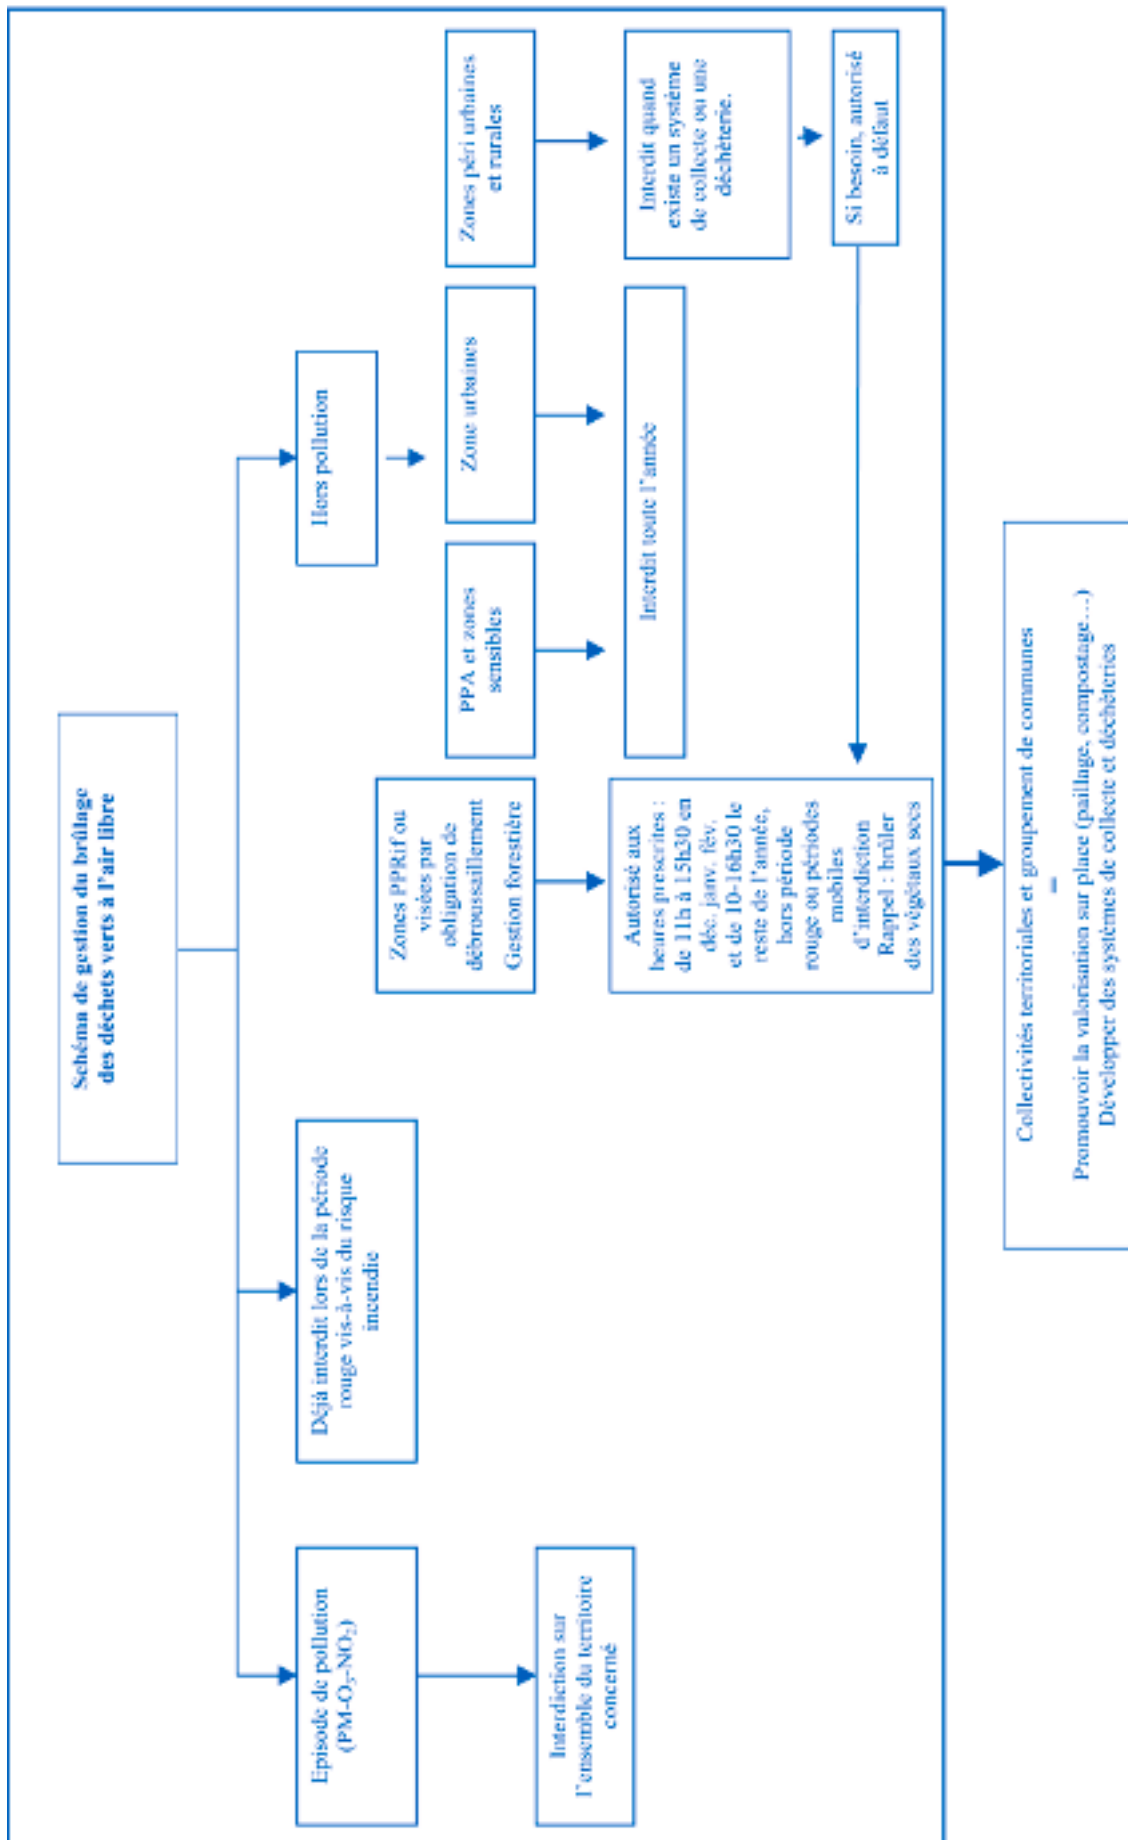 Schéma de gestion du brûlage
des déchets verts à l'air libre
Episode de pollution
(PM-O3-NO2)
Interdiction sur
l'ensemble du territoire
concerné
Déjà interdit lors de la période
rouge vis-à-vis du risque
incendie
Hors pollution
Zones PPRif ou
visées par
obligation de
débroussaillement
Gestion forestière
PPA et zones
sensibles
Zone urbaines
Zones péri urbaines
et rurales
Autorisé aux
heures prescrites :
de 11h à 15h30 en
déc, janv, fév,
et de 10-16h30 le
reste de l'année,
hors période
rouge ou périodes
mobiles
d'interdiction
Rappel : brûler
des végétaux secs
Interdit toute l'année
Interdit quand
existe un système
de collecte ou une
déchèterie.
Si besoin, autorisé
à défaut
Collectivités territoriales et groupement de communes
=
Promouvoir la valorisation sur place (paillage, compostage…)
Développer des systèmes de collecte et déchèteries